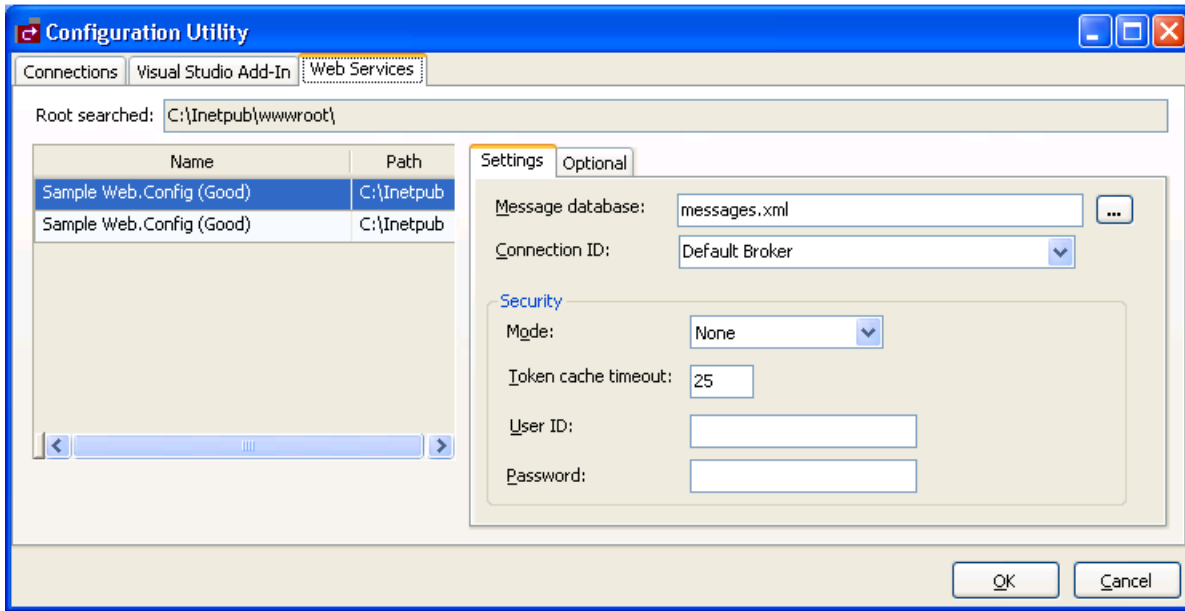 Configuration Utility
Connections Visual Studio Add-In Web Services
Root searched: C:\Inetpub\wwwroot\
Name Path
Sample Web.Config (Good) C:\Inetpub
Sample Web.Config (Good) C:\Inetpub
Settings Optional
Message database: messages.xml ...
Connection ID: Default Broker
Security
Mode: None
Token cache timeout: 25
User ID:
Password:
OK Cancel